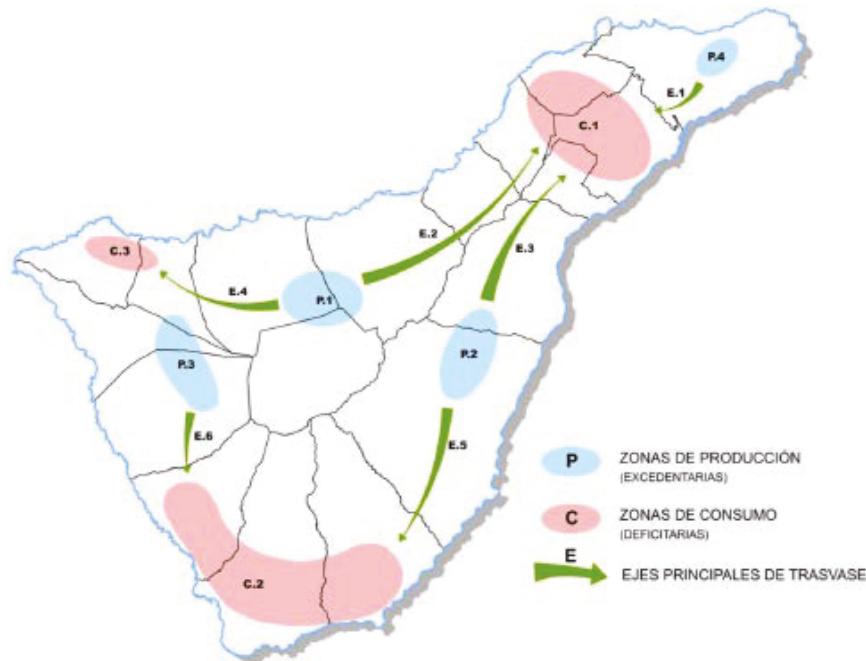 P.4
E.1
C.1
E.2
E.3
C.3
E.4
P.1
P.3
P.2
E.6
E.5
C.2
P ZONAS DE PRODUCCIÓN
(EXCEDENTARIAS)
C ZONAS DE CONSUMO
(DEFICITARIAS)
E
EJES PRINCIPALES DE TRASVASE